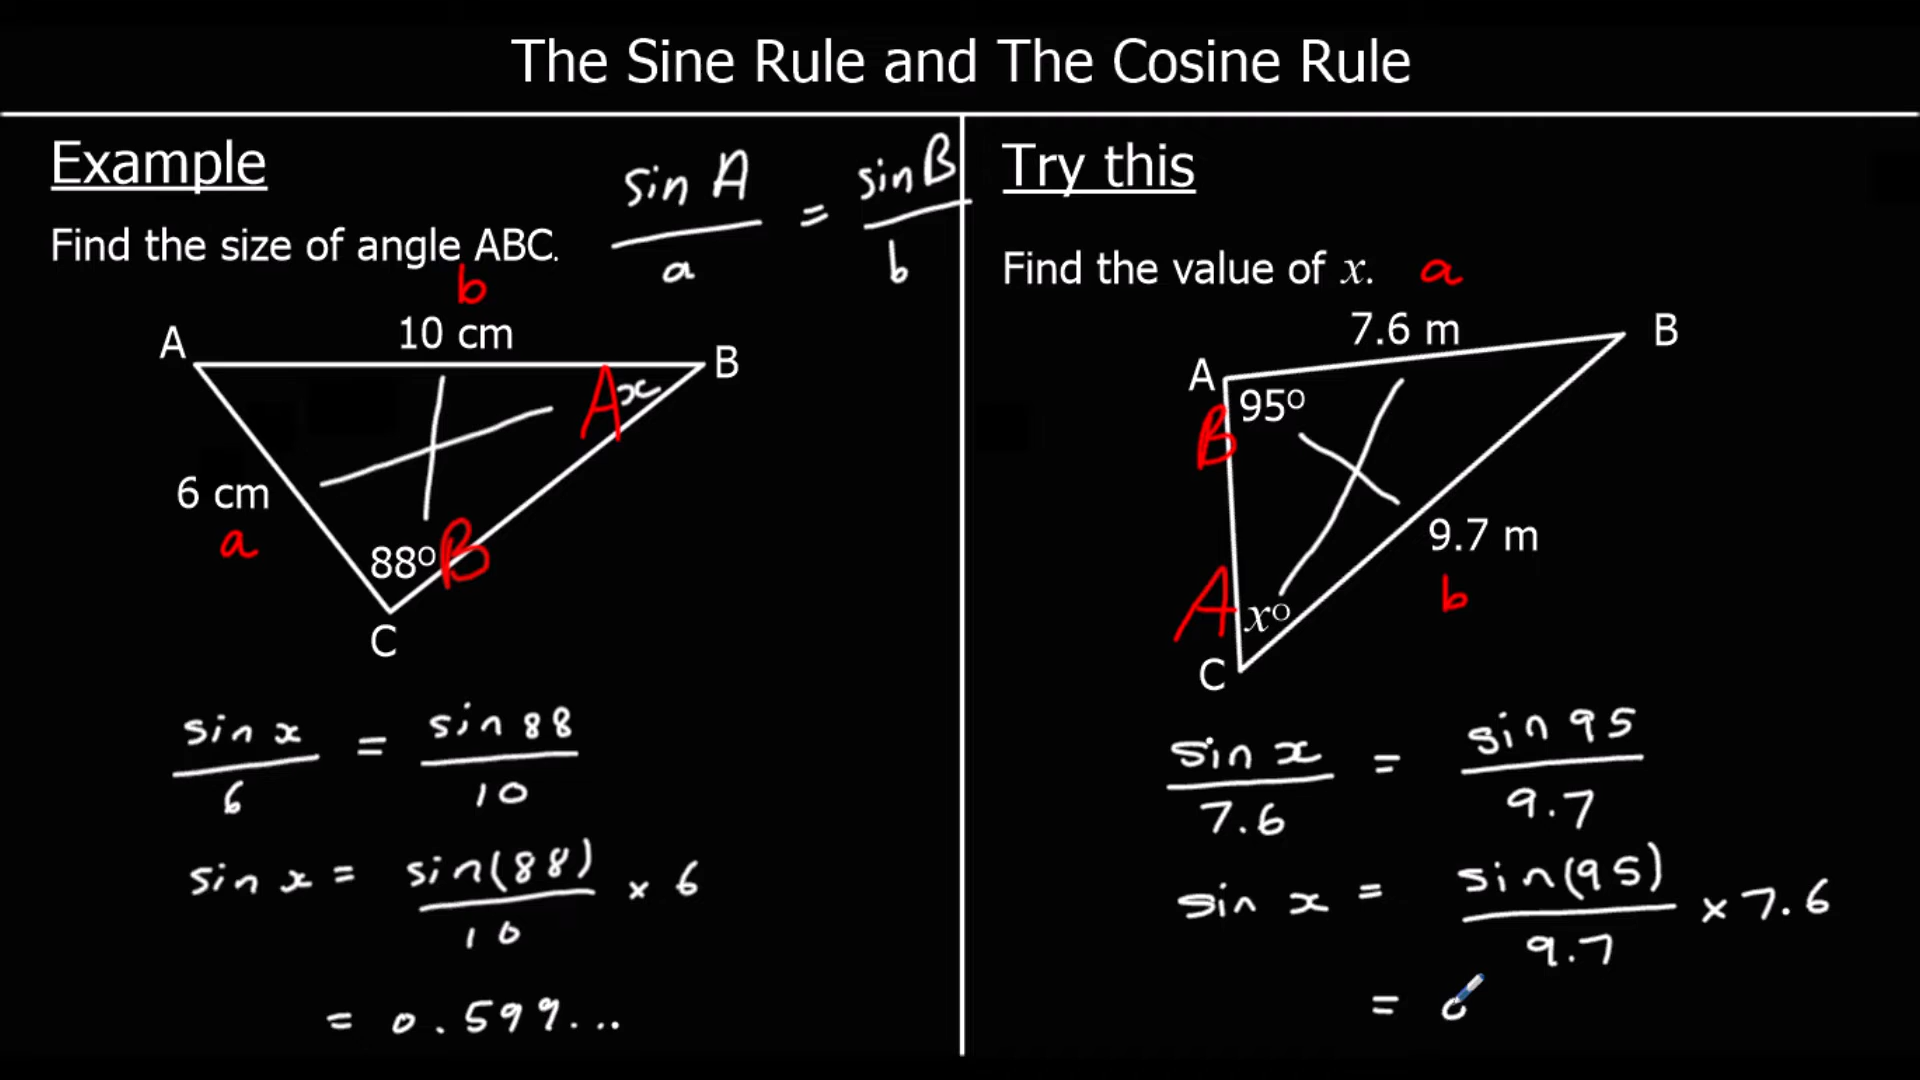 The Sine Rule and The Cosine Rule
Example
Find the size of angle ABC.
sin A / a = sin B / b
b
10 cm
A
B
A x
6 cm
a
88° B
C
sin x / 6 = sin 88 / 10
sin x = sin(88) / 10 × 6
= 0.599...
Try this
Find the value of x.
a
7.6 m
B
A
95°
B
9.7 m
b
A x°
C
sin x / 7.6 = sin 95 / 9.7
sin x = sin(95) / 9.7 × 7.6
= 0